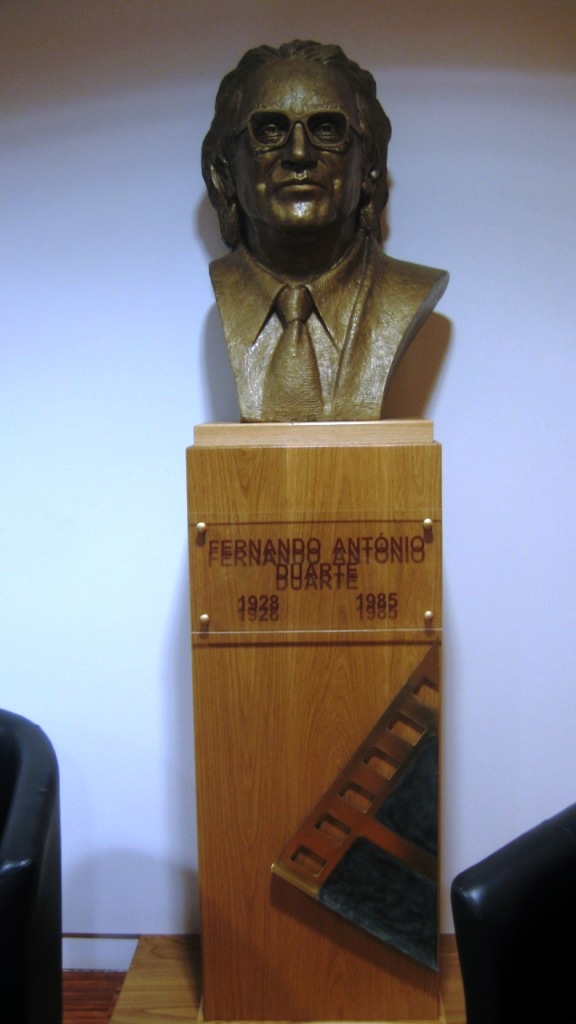 FERNANDO ANTÓNIO
DUARTE
1928 1985